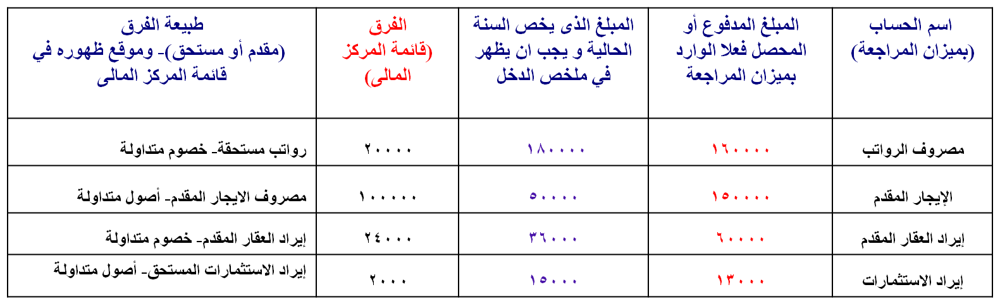 اسم الحساب
(بميزان المراجعة)
المبلغ المدفوع أو
المحصل فعلا الوارد
بميزان المراجعة
المبلغ الذى يخص السنة
الحالية و يجب ان يظهر
في ملخص الدخل
الفرق
(قائمة المركز
المالى)
طبيعة الفرق
(مقدم أو مستحق)- وموقع ظهوره في
قائمة المركز المالى
مصروف الرواتب
١٦٠٠٠٠
١٨٠٠٠٠
٢٠٠٠٠
رواتب مستحقة- خصوم متداولة
الإيجار المقدم
١٥٠٠٠٠
٥٠٠٠٠
١٠٠٠٠٠
مصروف الايجار المقدم- أصول متداولة
إيراد العقار المقدم
٦٠٠٠٠
٣٦٠٠٠
٢٤٠٠٠
إيراد العقار المقدم- خصوم متداولة
إيراد الاستثمارات
١٣٠٠٠
١٥٠٠٠
٢٠٠٠
إيراد الاستثمارات المستحق- أصول متداولة